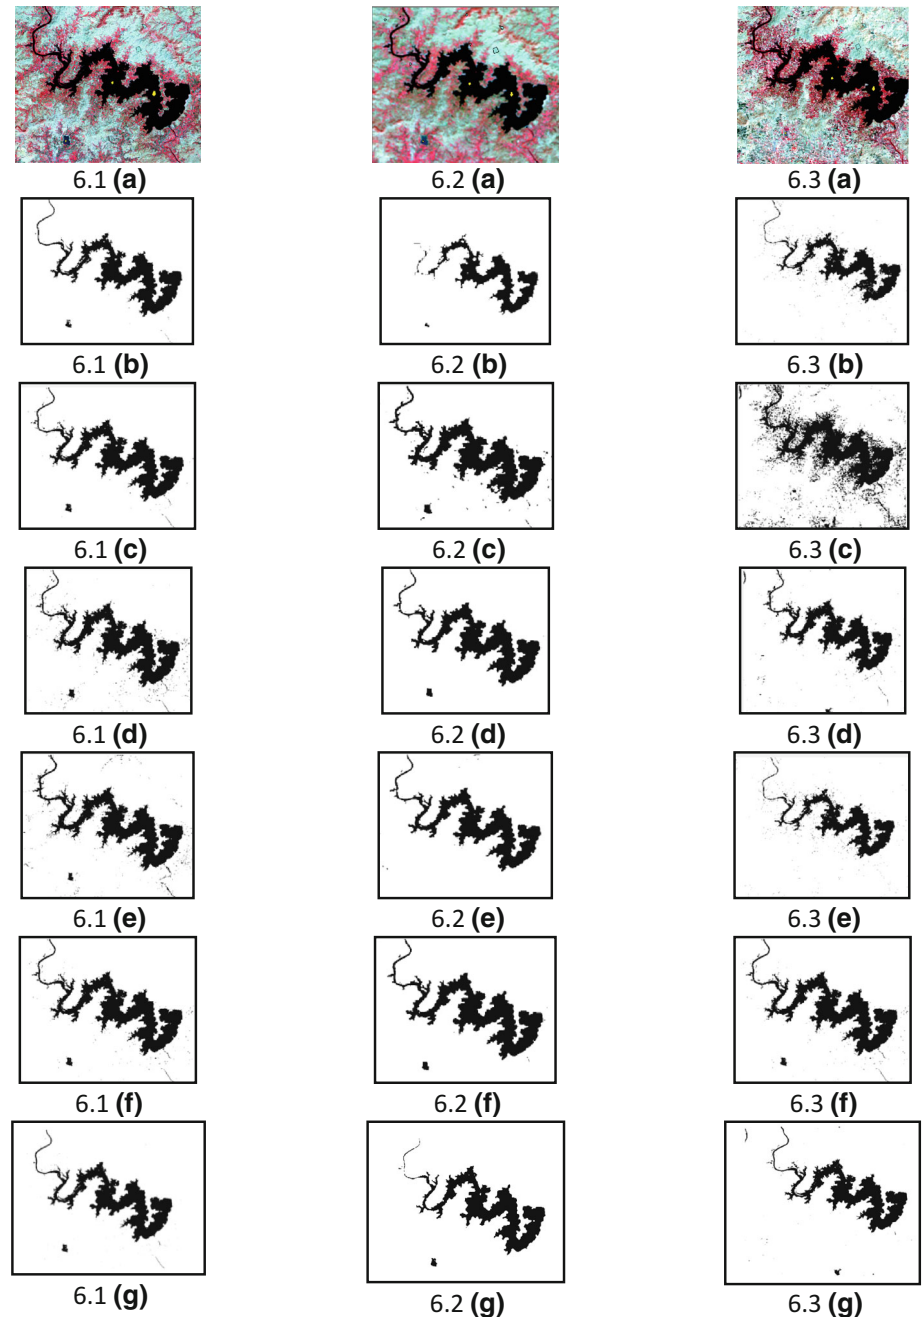 6.1 (a) 6.2 (a) 6.3 (a)
6.1 (b) 6.2 (b) 6.3 (b)
6.1 (c) 6.2 (c) 6.3 (c)
6.1 (d) 6.2 (d) 6.3 (d)
6.1 (e) 6.2 (e) 6.3 (e)
6.1 (f) 6.2 (f) 6.3 (f)
6.1 (g) 6.2 (g) 6.3 (g)